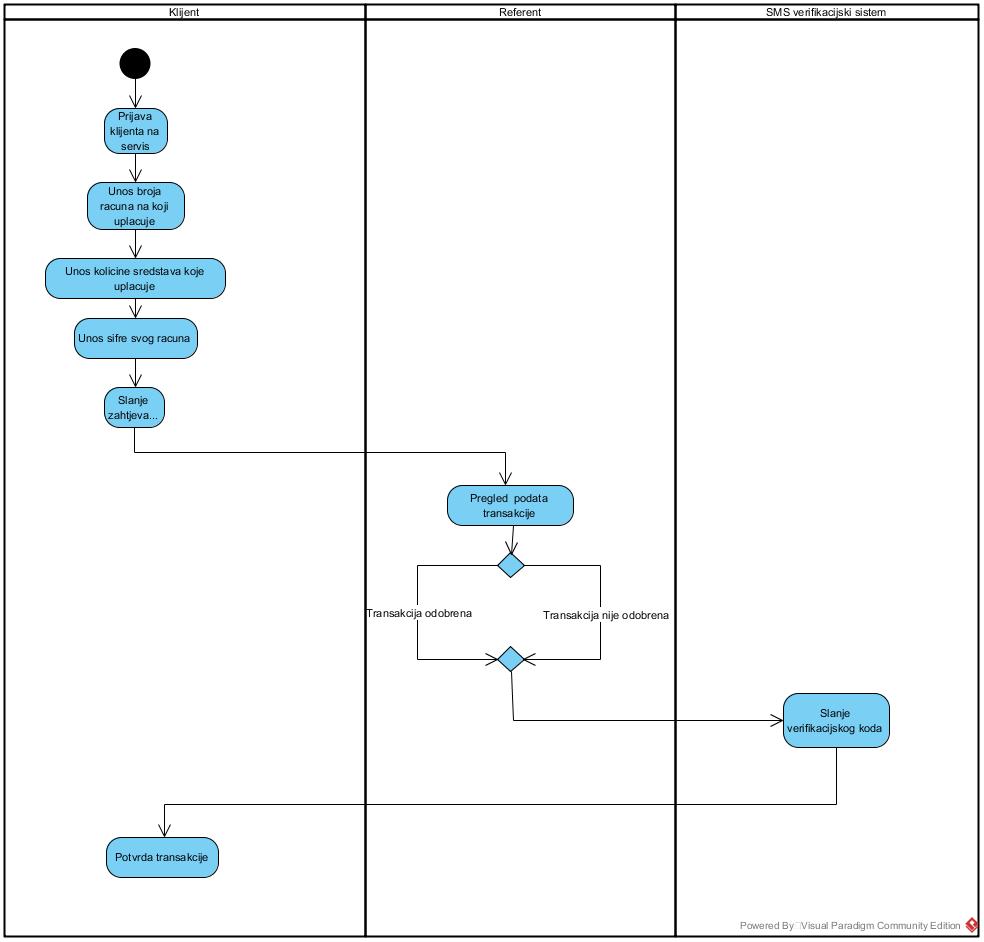 Klijent
Referent
SMS verifikacijski sistem
Prijava
klijenta na
servis
Unos broja
racuna na koji
uplacuje
Unos kolicine sredstava koje
uplacuje
Unos sifre svog racuna
Slanje
zahtjeva...
Pregled podata
transakcije
Transakcija odobrena
Transakcija nije odobrena
Slanje
verifikacijskog koda
Potvrda transakcije
Powered By Visual Paradigm Community Edition